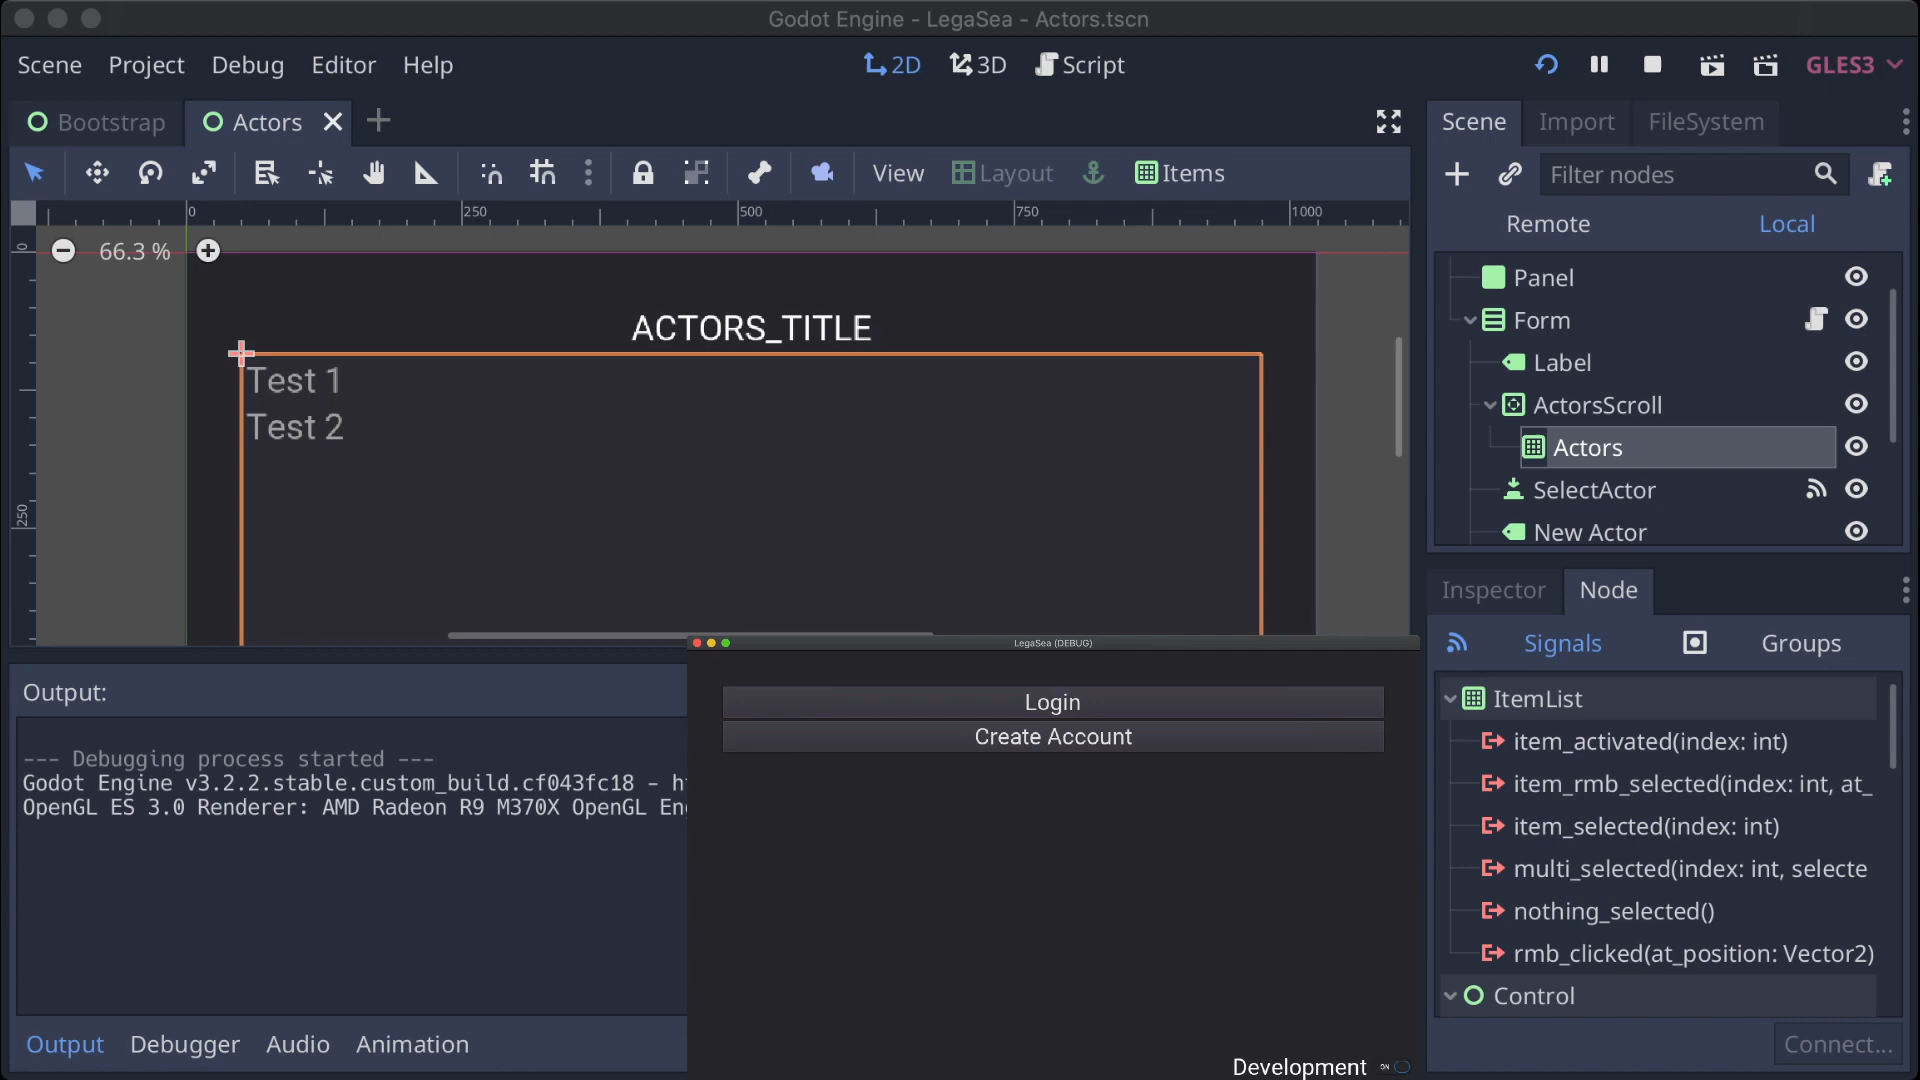 Godot Engine - LegaSea - Actors.tscn
Scene Project Debug Editor Help
2D 3D Script
GLES3
Bootstrap Actors
View Layout Items
0 250 500 750 1000
0
250
66.3 %
ACTORS_TITLE
Test 1
Test 2
Scene Import FileSystem
Filter nodes
Remote Local
Panel
Form
Label
ActorsScroll
Actors
SelectActor
New Actor
Inspector Node
Signals Groups
ItemList
item_activated(index: int)
item_rmb_selected(index: int, at_
item_selected(index: int)
multi_selected(index: int, selecte
nothing_selected()
rmb_clicked(at_position: Vector2)
Control
Connect...
Output:
--- Debugging process started ---
Godot Engine v3.2.2.stable.custom_build.cf043fc18 - h
OpenGL ES 3.0 Renderer: AMD Radeon R9 M370X OpenGL En
Output Debugger Audio Animation
LegaSea (DEBUG)
Login
Create Account
Development ON